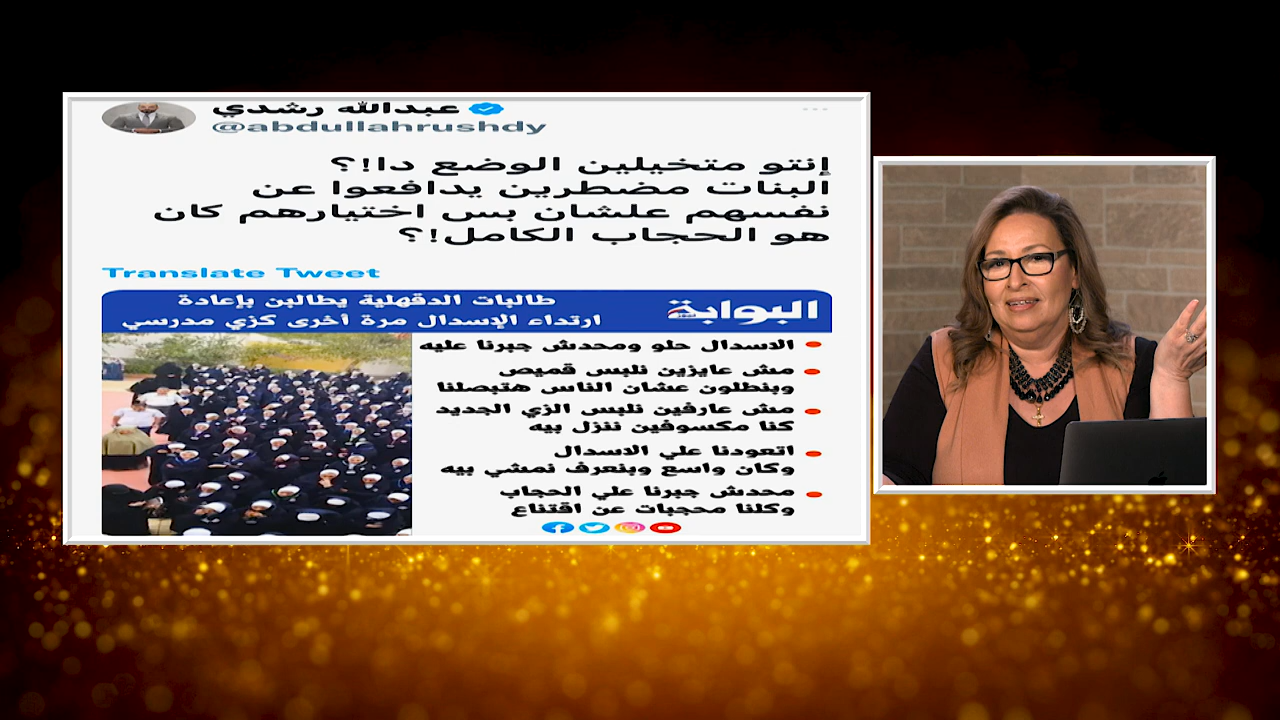 عبدالله رشدي
@abdullahrushdy
إنتو متخيلين الوضع دا!؟
البنات مضطرين يدافعوا عن
نفسهم علشان بس اختيارهم كان
هو الحجاب الكامل!؟
Translate Tweet
البوابة
طالبات الدقهلية يطالبن بإعادة
ارتداء الإسدال مرة أخرى كزي مدرسي
الاسدال حلو ومحدش جبرنا عليه
مش عايزين نلبس قميص
وبنطلون عشان الناس هتبصلنا
مش عارفين نلبس الزي الجديد
كنا مكسوفين ننزل بيه
اتعودنا علي الاسدال
وكان واسع وبنعرف نمشي بيه
محدش جبرنا علي الحجاب
وكلنا محجبات عن اقتناع